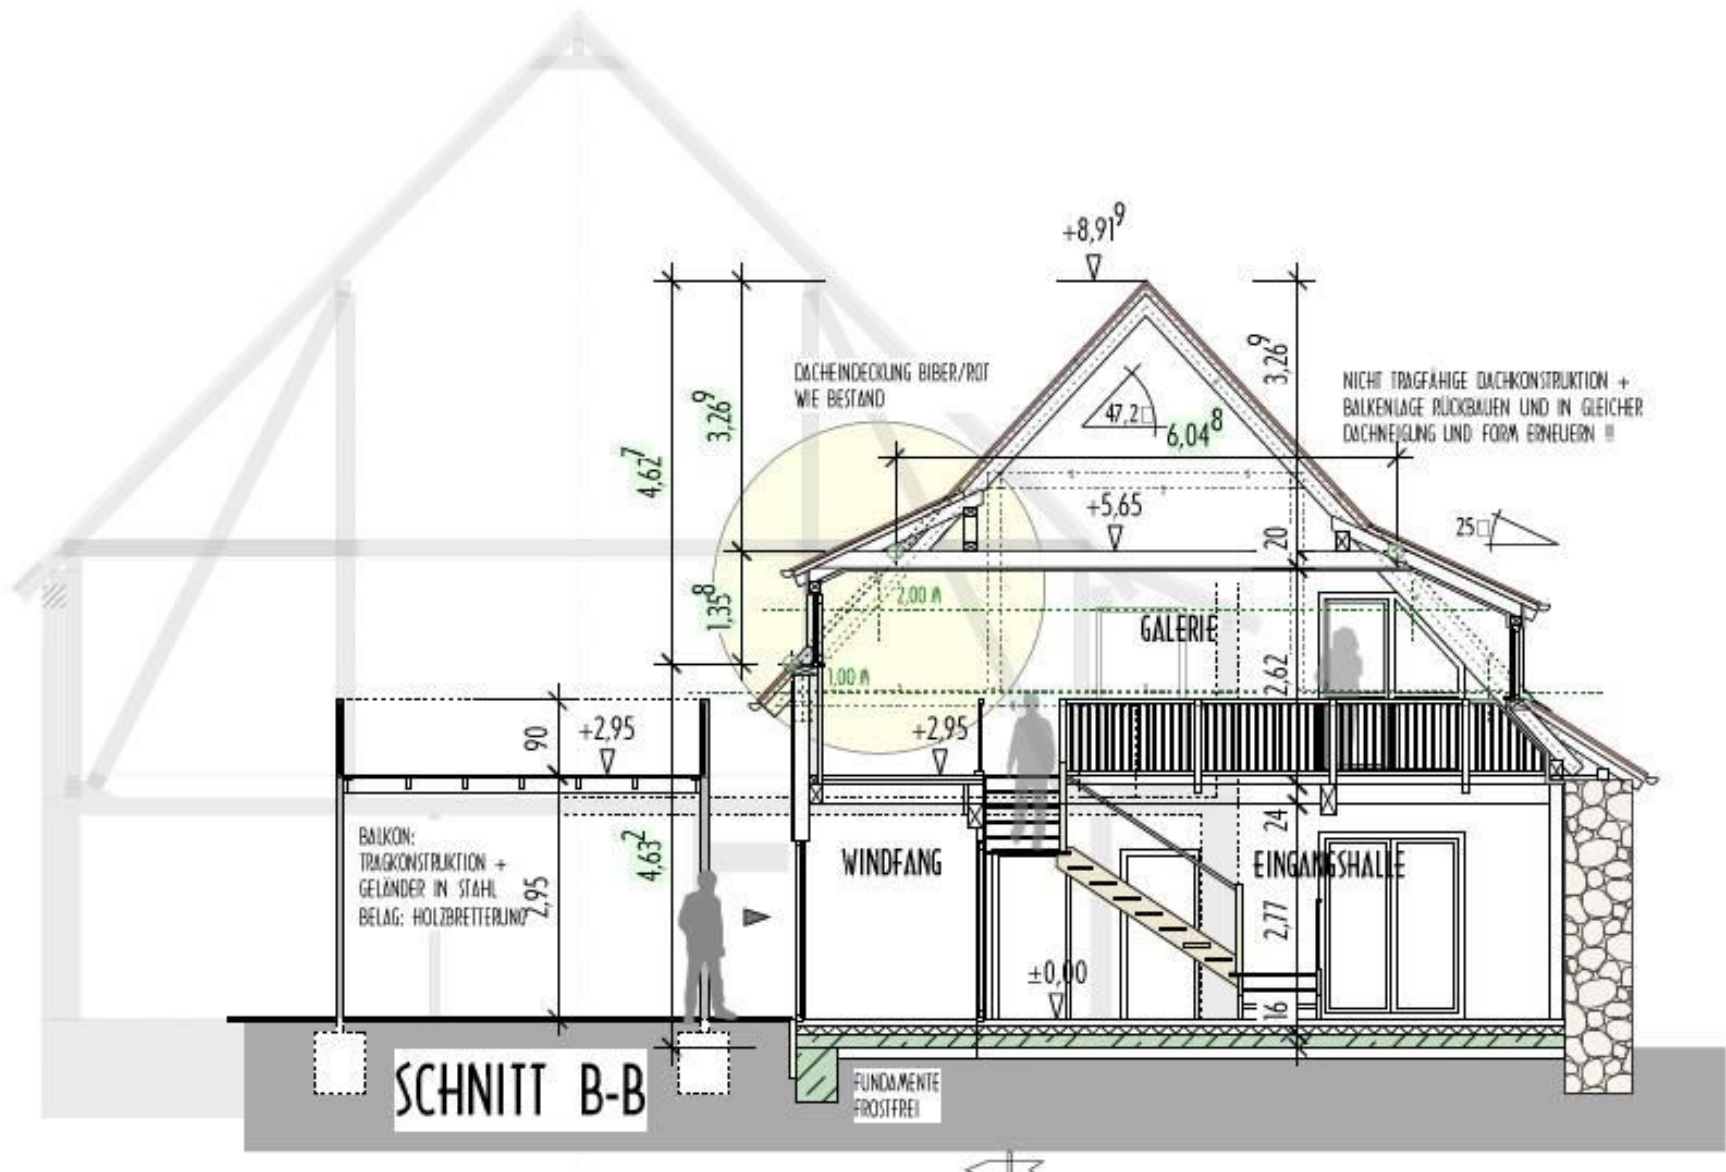 +8,91⁹
3,26⁹
DACHEINDECKUNG BIBER/ROT
WIE BESTAND
3,26⁹
47,2□
6,04⁸
NICHT TRAGFÄHIGE DACHKONSTRUKTION +
BALKENLAGE RÜCKBAUEN UND IN GLEICHER
DACHNEIGUNG UND FORM ERNEUERN !!
4,62⁷
+5,65
20
25□
1,35⁸
2,00 M
GALERIE
1.00 M
2,62
90
+2,95
+2,95
BALKON:
TRAGKONSTRUKTION +
GELÄNDER IN STAHL
BELAG: HOLZBRETTERUNG
2,95
4,63²
WINDFANG
24
EINGANGSHALLE
2,77
±0,00
16
SCHNITT B-B
FUNDAMENTE
FROSTFREI